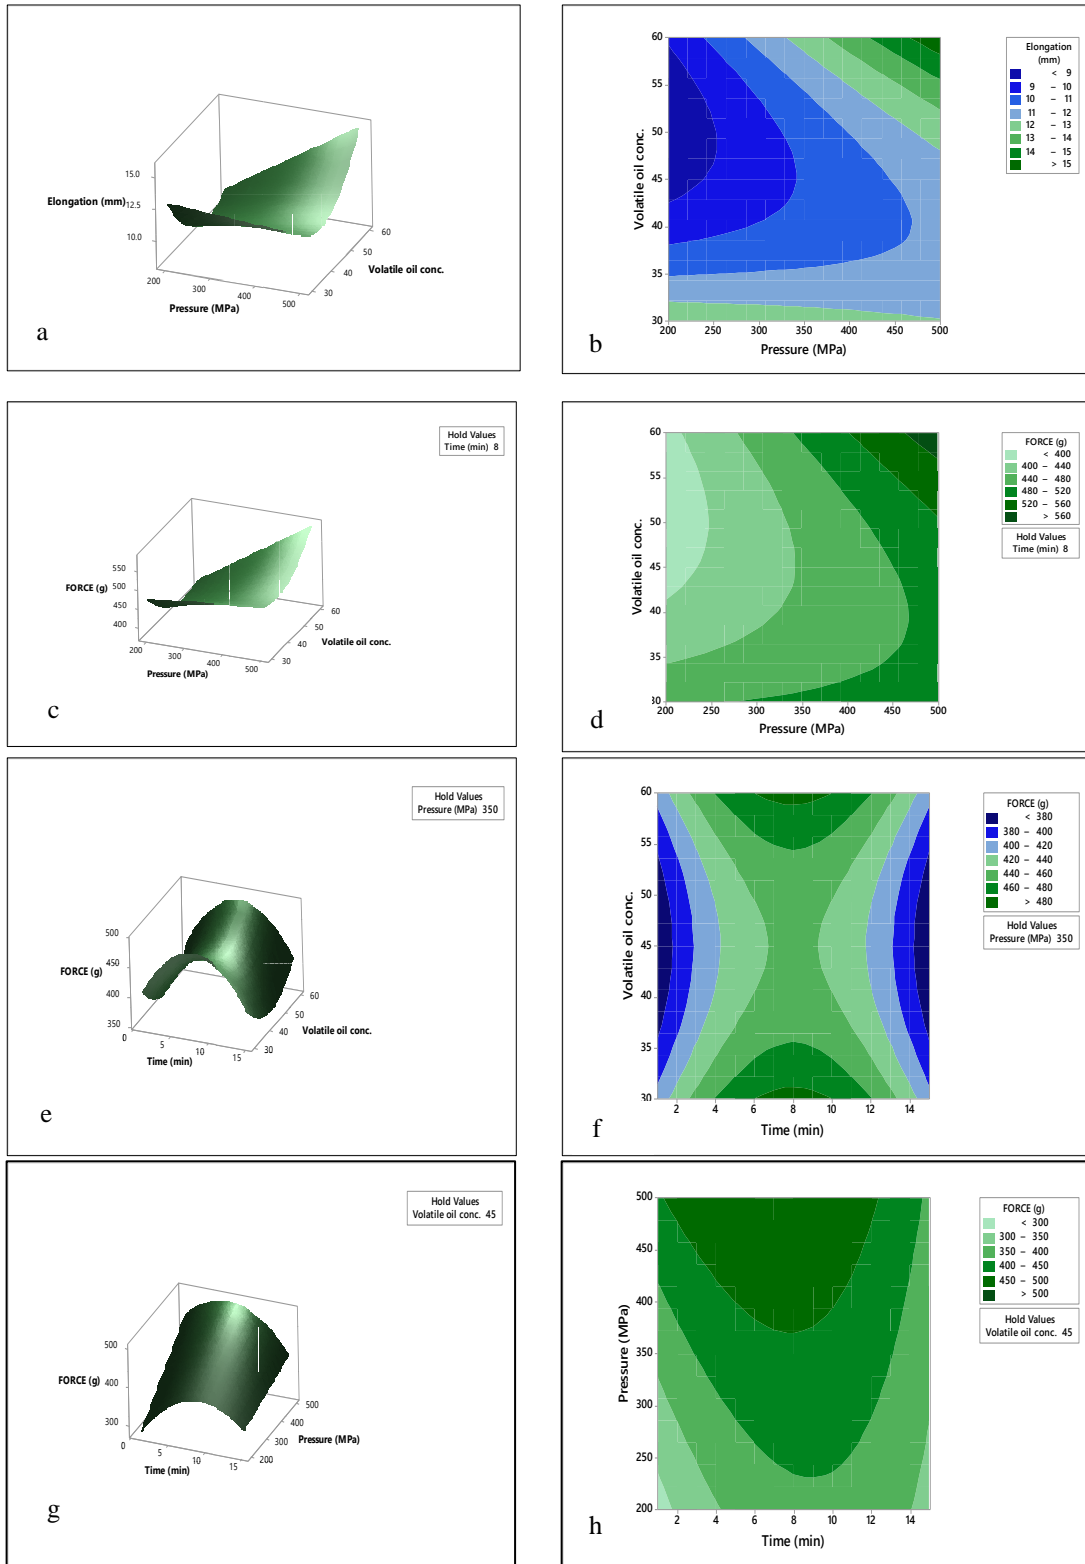 15.0
Elongation (mm) 12.5
10.0
60
50
40
30
Volatile oil conc.
200
300
400
500
Pressure (MPa)
a
60
55
50
45
40
35
30
Volatile oil conc.
200 250 300 350 400 450 500
Pressure (MPa)
Elongation
(mm)
< 9
9 – 10
10 – 11
11 – 12
12 – 13
13 – 14
14 – 15
> 15
b
Hold Values
Time (min) 8
550
FORCE (g) 500
450
400
60
50
40
30
Volatile oil conc.
200
300
400
500
Pressure (MPa)
c
60
55
50
45
40
35
30
Volatile oil conc.
200 250 300 350 400 450 500
Pressure (MPa)
FORCE (g)
< 400
400 – 440
440 – 480
480 – 520
520 – 560
> 560
Hold Values
Time (min) 8
d
Hold Values
Pressure (MPa) 350
500
450
FORCE (g)
400
350
60
50
40
30
Volatile oil conc.
0
5
10
15
Time (min)
e
60
55
50
45
40
35
30
Volatile oil conc.
2 4 6 8 10 12 14
Time (min)
FORCE (g)
< 380
380 – 400
400 – 420
420 – 440
440 – 460
460 – 480
> 480
Hold Values
Pressure (MPa) 350
f
Hold Values
Volatile oil conc. 45
500
FORCE (g) 400
300
500
400
300
200
Pressure (MPa)
0
5
10
15
Time (min)
g
500
450
400
350
300
250
200
Pressure (MPa)
2 4 6 8 10 12 14
Time (min)
FORCE (g)
< 300
300 – 350
350 – 400
400 – 450
450 – 500
> 500
Hold Values
Volatile oil conc. 45
h